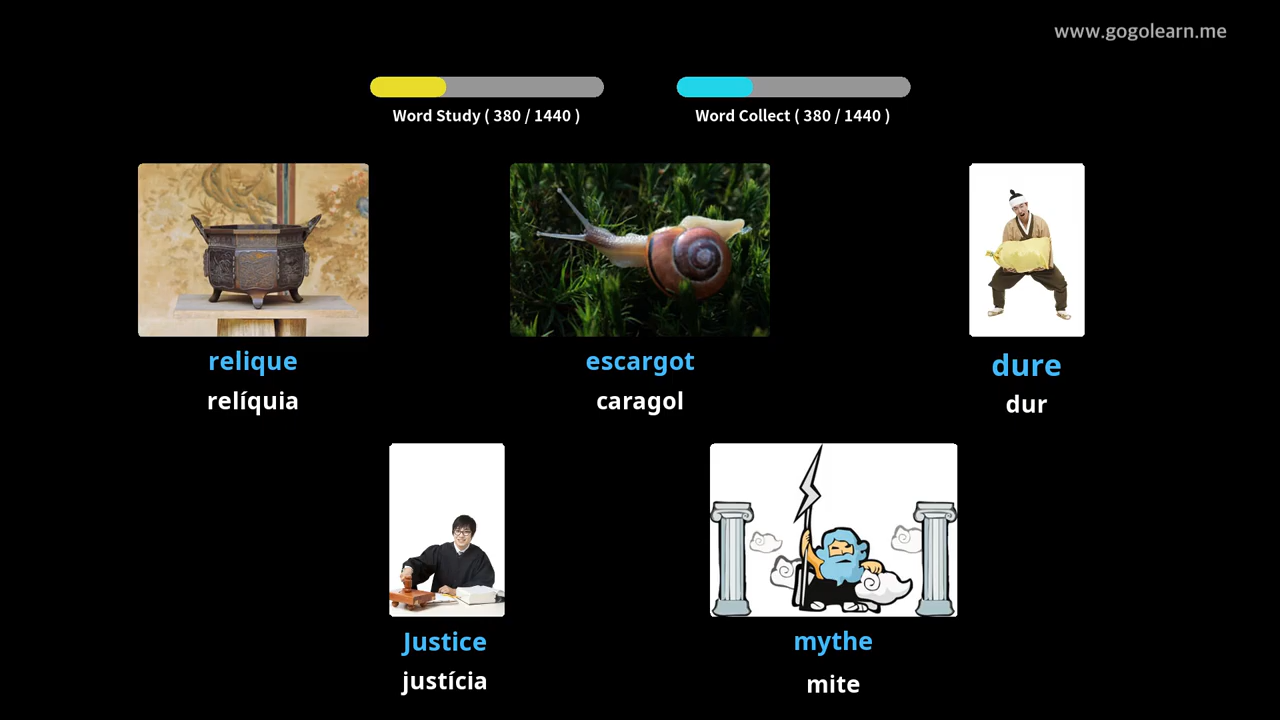 www.gogolearn.me
Word Study ( 380 / 1440 )
Word Collect ( 380 / 1440 )
relique
relíquia
escargot
caragol
dure
dur
Justice
justícia
mythe
mite